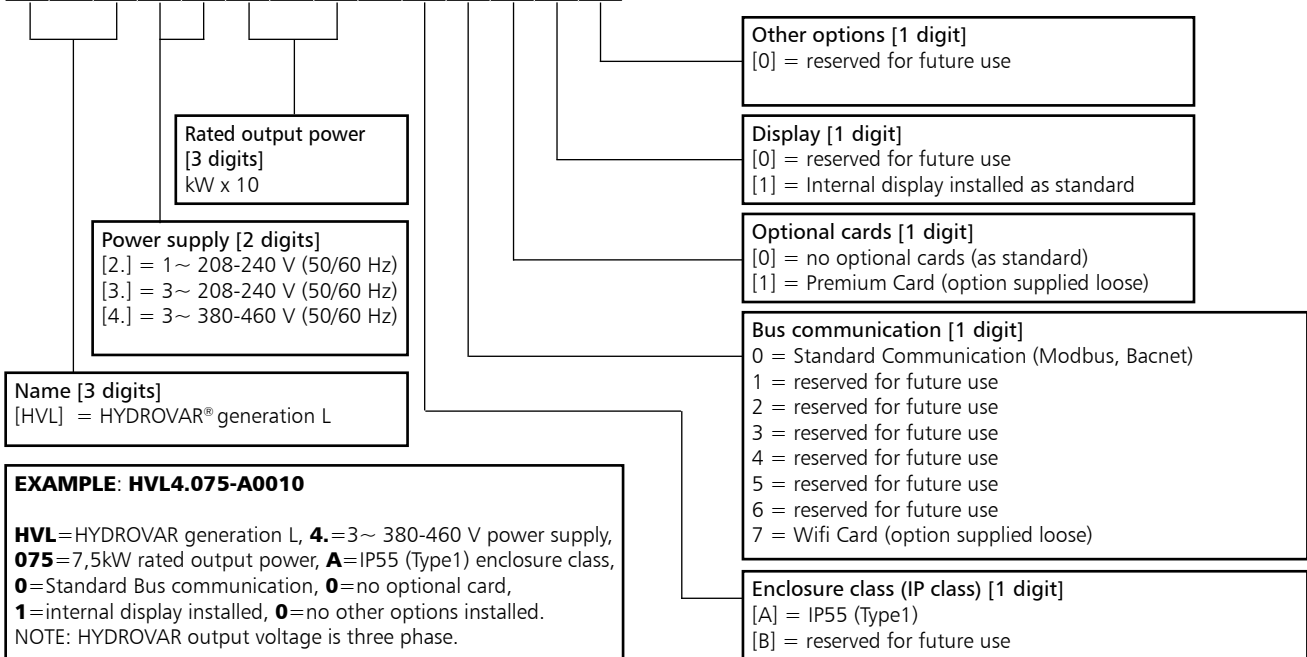 Other options [1 digit]
[0] = reserved for future use
Rated output power
[3 digits]
kW x 10
Display [1 digit]
[0] = reserved for future use
[1] = Internal display installed as standard
Power supply [2 digits]
[2.] = 1~ 208-240 V (50/60 Hz)
[3.] = 3~ 208-240 V (50/60 Hz)
[4.] = 3~ 380-460 V (50/60 Hz)
Optional cards [1 digit]
[0] = no optional cards (as standard)
[1] = Premium Card (option supplied loose)
Bus communication [1 digit]
0 = Standard Communication (Modbus, Bacnet)
1 = reserved for future use
2 = reserved for future use
3 = reserved for future use
4 = reserved for future use
5 = reserved for future use
6 = reserved for future use
7 = Wifi Card (option supplied loose)
Name [3 digits]
[HVL] = HYDROVAR® generation L
EXAMPLE: HVL4.075-A0010
HVL=HYDROVAR generation L, 4.=3~ 380-460 V power supply,
075=7,5kW rated output power, A=IP55 (Type1) enclosure class,
0=Standard Bus communication, 0=no optional card,
1=internal display installed, 0=no other options installed.
NOTE: HYDROVAR output voltage is three phase.
Enclosure class (IP class) [1 digit]
[A] = IP55 (Type1)
[B] = reserved for future use